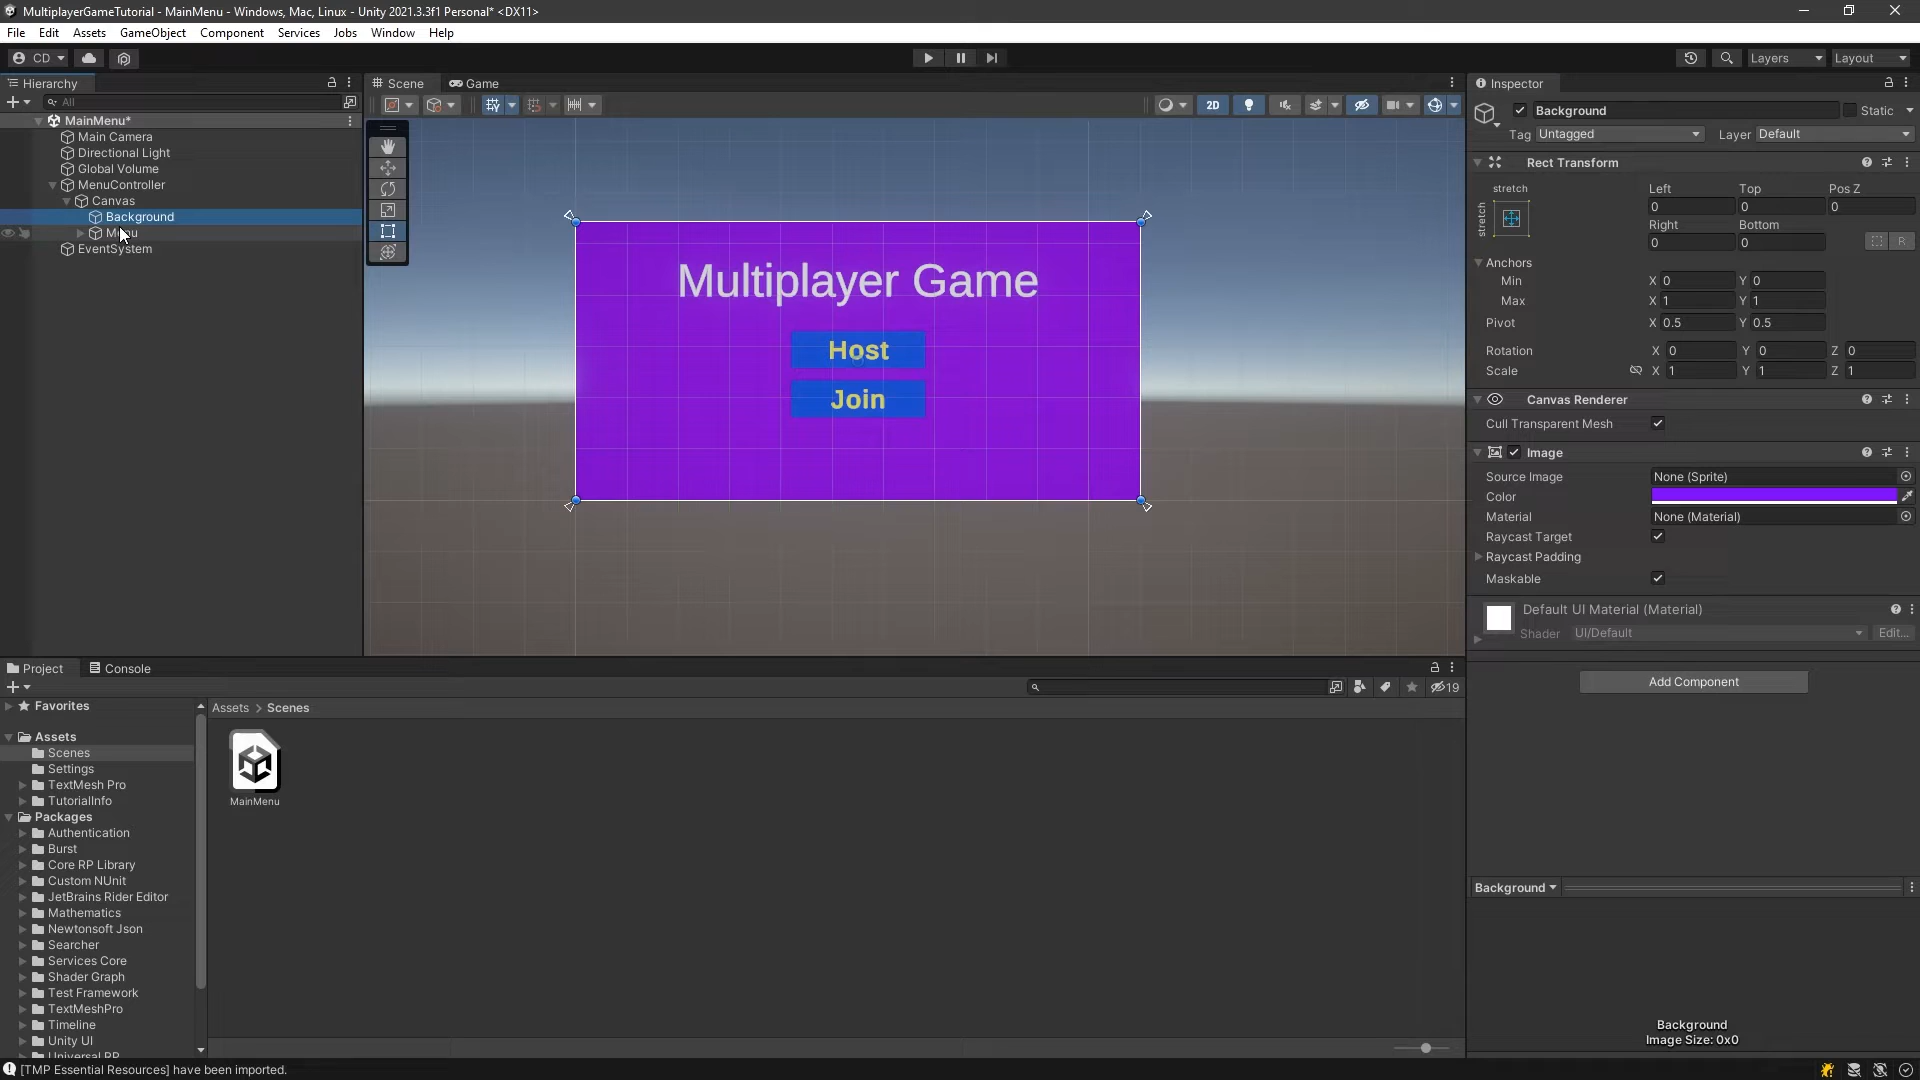 MultiplayerGameTutorial - MainMenu - Windows, Mac, Linux - Unity 2021.3.3f1 Personal* <DX11>
File Edit Assets GameObject Component Services Jobs Window Help
CD
Layers
Layout
Hierarchy
All
MainMenu*
Main Camera
Directional Light
Global Volume
MenuController
Canvas
Background
Menu
EventSystem
Scene
Game
2D
Multiplayer Game
Host
Join
Inspector
Background
Static
Tag Untagged Layer Default
Rect Transform
stretch
stretch
Left Top Pos Z
0 0 0
Right Bottom
0 0
R
Anchors
Min X 0 Y 0
Max X 1 Y 1
Pivot X 0.5 Y 0.5
Rotation X 0 Y 0 Z 0
Scale X 1 Y 1 Z 1
Canvas Renderer
Cull Transparent Mesh
Image
Source Image None (Sprite)
Color
Material None (Material)
Raycast Target
Raycast Padding
Maskable
Default UI Material (Material)
Shader UI/Default Edit...
Add Component
Background
Background
Image Size: 0x0
Project
Console
19
Favorites
Assets
Scenes
Settings
TextMesh Pro
TutorialInfo
Packages
Authentication
Burst
Core RP Library
Custom NUnit
JetBrains Rider Editor
Mathematics
Newtonsoft Json
Searcher
Services Core
Shader Graph
Test Framework
TextMeshPro
Timeline
Unity UI
Universal RP
Assets > Scenes
MainMenu
[TMP Essential Resources] have been imported.